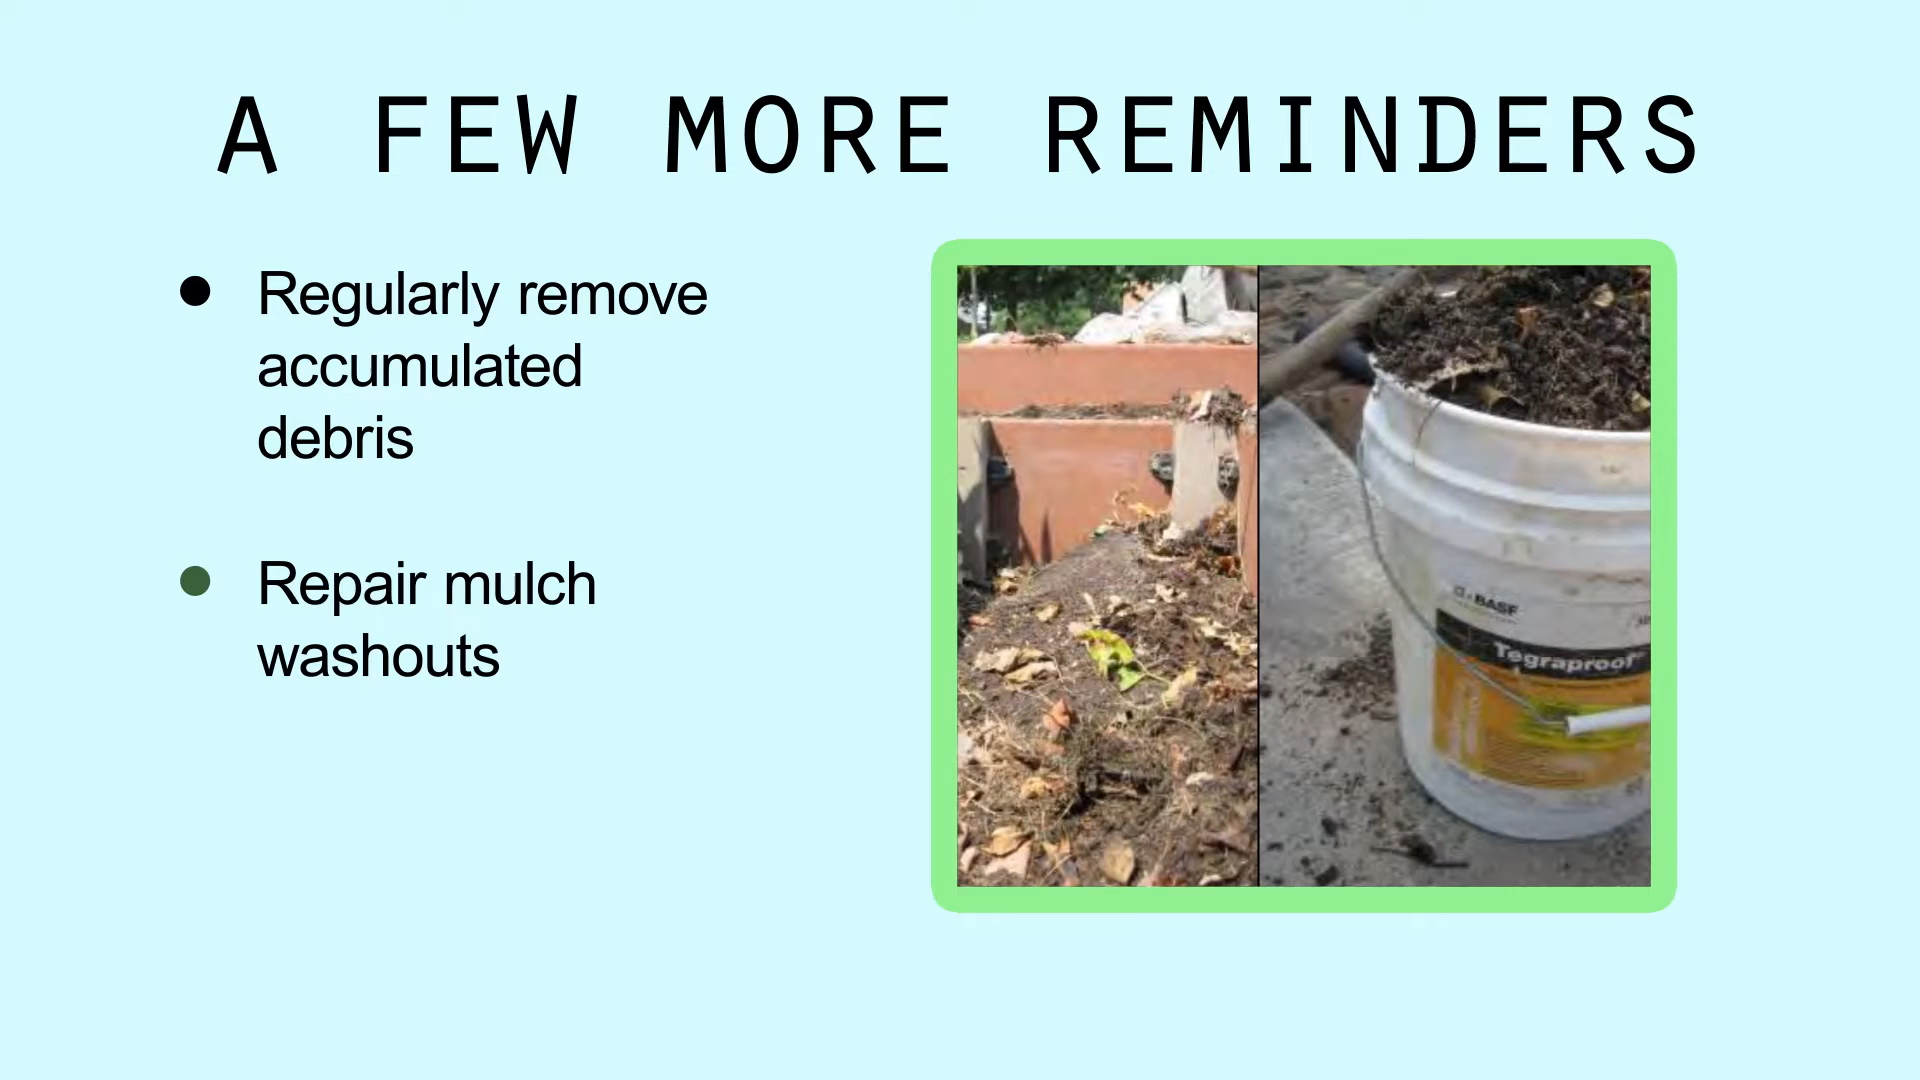 A FEW MORE REMINDERS
● Regularly remove
accumulated
debris
● Repair mulch
washouts
BASF
Tegraproof